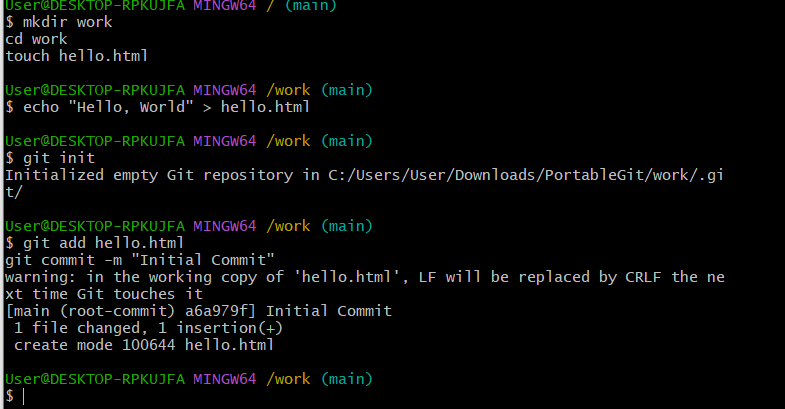 User@DESKTOP-RPKUJFA MINGW64 / (main)
$ mkdir work
cd work
touch hello.html
User@DESKTOP-RPKUJFA MINGW64 /work (main)
$ echo "Hello, World" > hello.html
User@DESKTOP-RPKUJFA MINGW64 /work (main)
$ git init
Initialized empty Git repository in C:/Users/User/Downloads/PortableGit/work/.gi
t/
User@DESKTOP-RPKUJFA MINGW64 /work (main)
$ git add hello.html
git commit -m "Initial Commit"
warning: in the working copy of 'hello.html', LF will be replaced by CRLF the ne
xt time Git touches it
[main (root-commit) a6a979f] Initial Commit
 1 file changed, 1 insertion(+)
 create mode 100644 hello.html
User@DESKTOP-RPKUJFA MINGW64 /work (main)
$